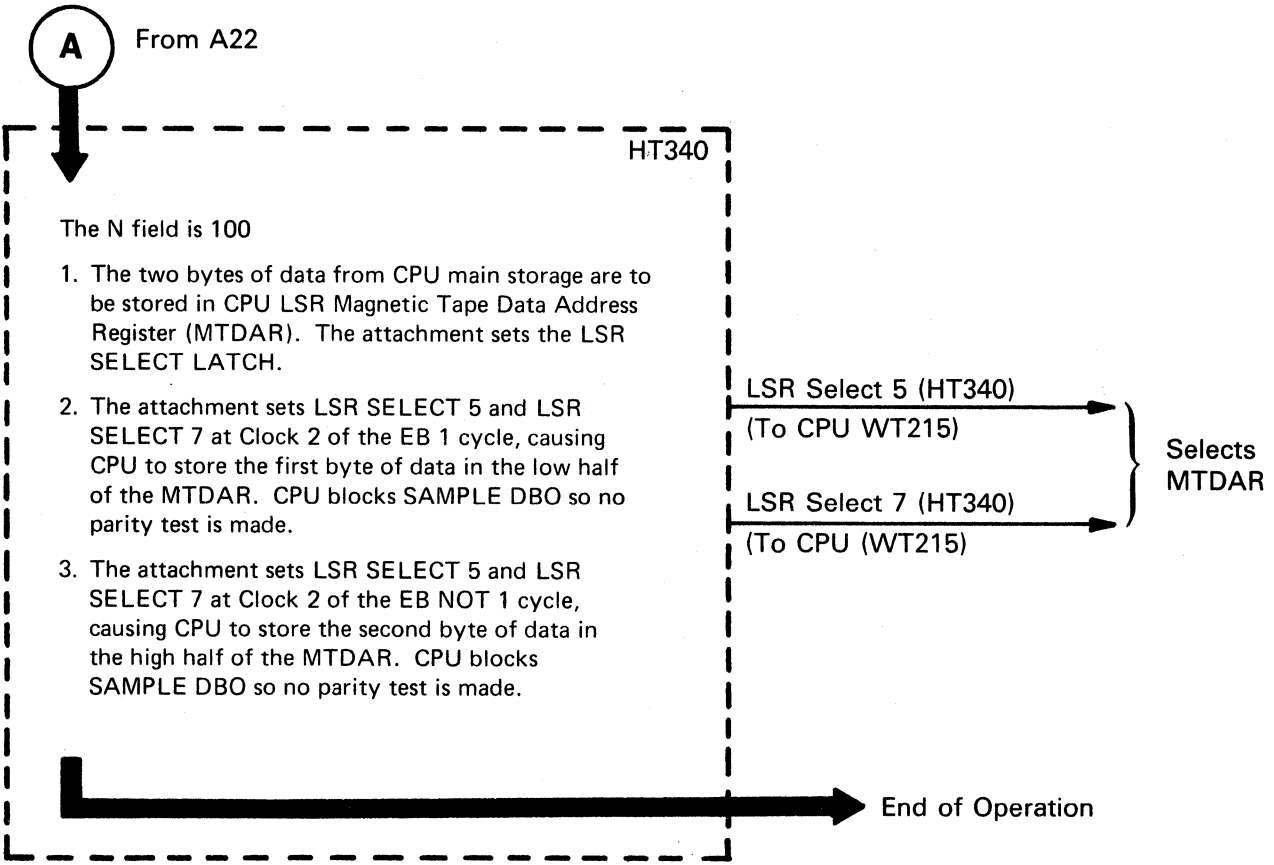 A
From A22
HT340
The N field is 100
1. The two bytes of data from CPU main storage are to
be stored in CPU LSR Magnetic Tape Data Address
Register (MTDAR). The attachment sets the LSR
SELECT LATCH.
2. The attachment sets LSR SELECT 5 and LSR
SELECT 7 at Clock 2 of the EB 1 cycle, causing
CPU to store the first byte of data in the low half
of the MTDAR. CPU blocks SAMPLE DBO so no
parity test is made.
3. The attachment sets LSR SELECT 5 and LSR
SELECT 7 at Clock 2 of the EB NOT 1 cycle,
causing CPU to store the second byte of data in
the high half of the MTDAR. CPU blocks
SAMPLE DBO so no parity test is made.
LSR Select 5 (HT340)
(To CPU WT215)
LSR Select 7 (HT340)
(To CPU (WT215)
Selects
MTDAR
End of Operation